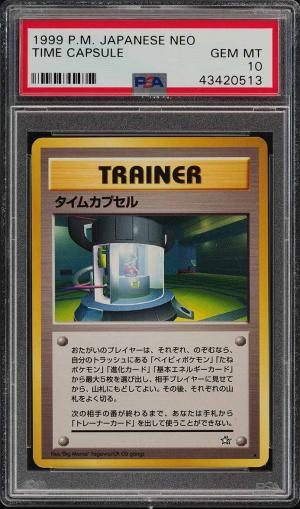 1999 P.M. JAPANESE NEO
TIME CAPSULE
GEM MT
10
PSA
43420513
TRAINER
タイムカプセル
おたがいのプレイヤーは、それぞれ、のぞむなら、
自分のトラッシュにある「ベイビィポケモン」「たね
ポケモン」「進化カード」「基本エネルギーカード」
から最大5枚を選び出し、相手プレイヤーに見せて
から、山札にもどしてよい。その後、それぞれの山
札をよく切る。
次の相手の番が終わるまで、あなたは手札から
「トレーナーカード」を出して使うことができない。